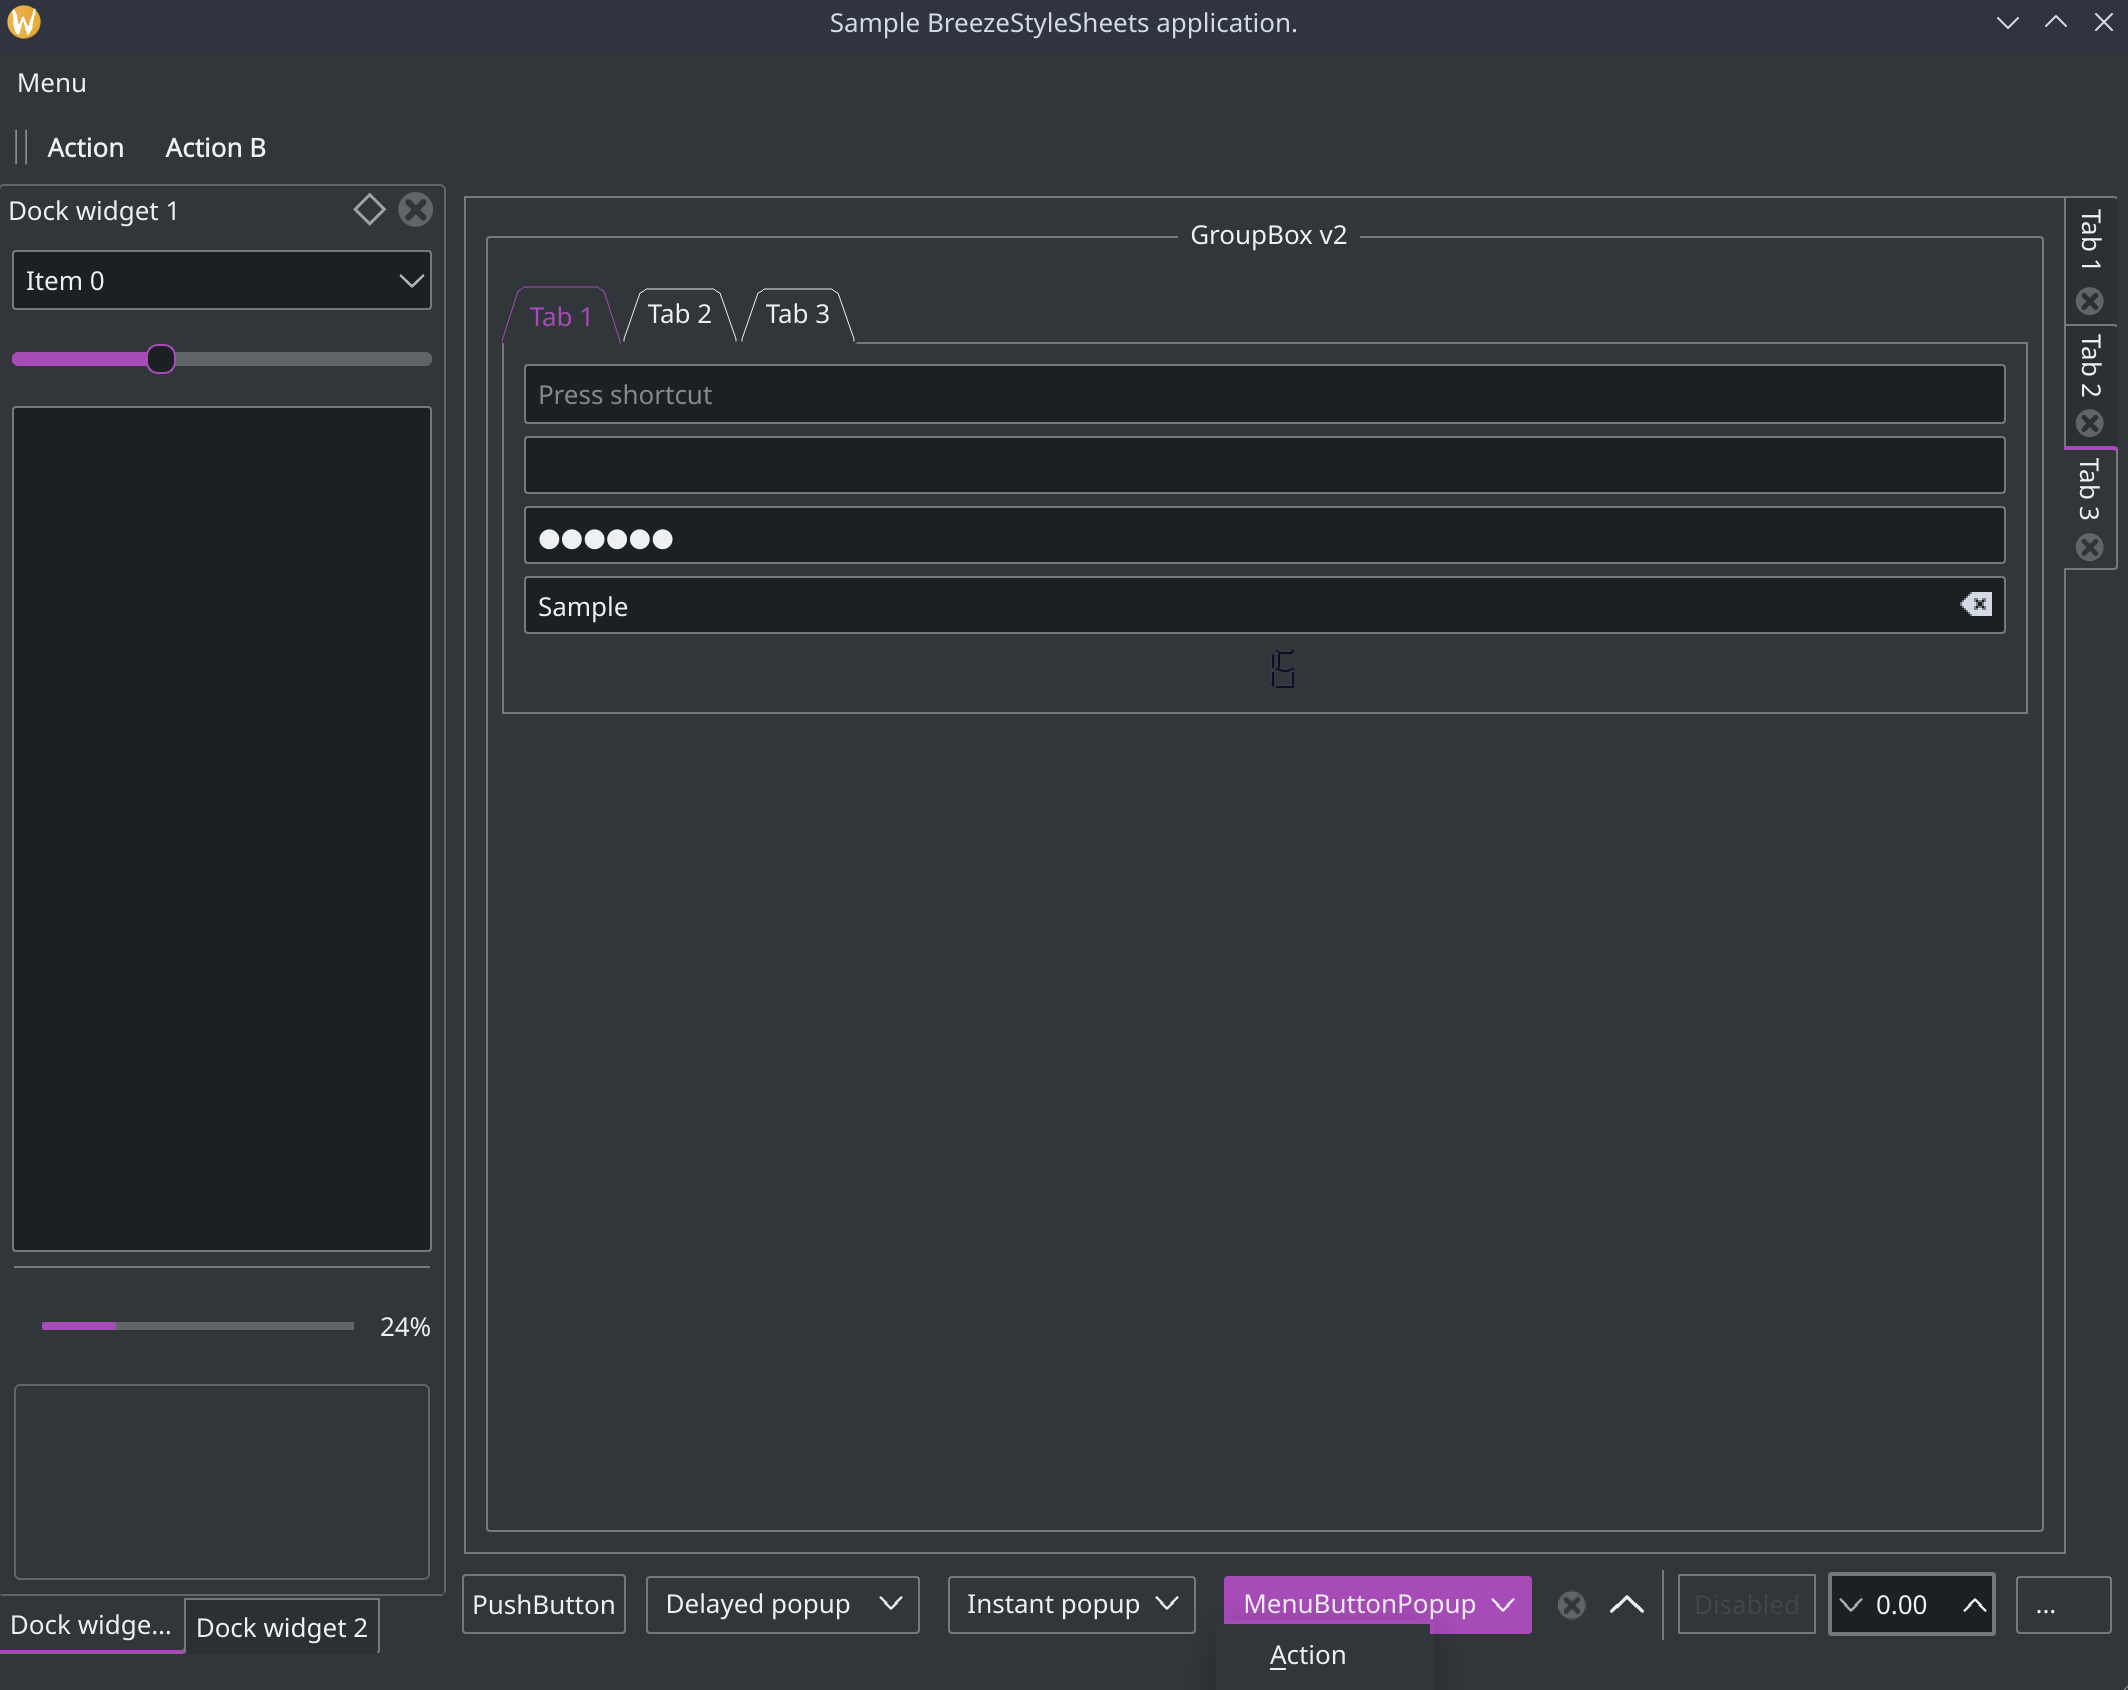 Sample BreezeStyleSheets application.
Menu
Action Action B
Dock widget 1
Item 0
24%
Dock widge... Dock widget 2
GroupBox v2
Tab 1 Tab 2 Tab 3
Press shortcut
Sample
Tab 1
Tab 2
Tab 3
PushButton Delayed popup Instant popup MenuButtonPopup Disabled 0.00 ...
Action